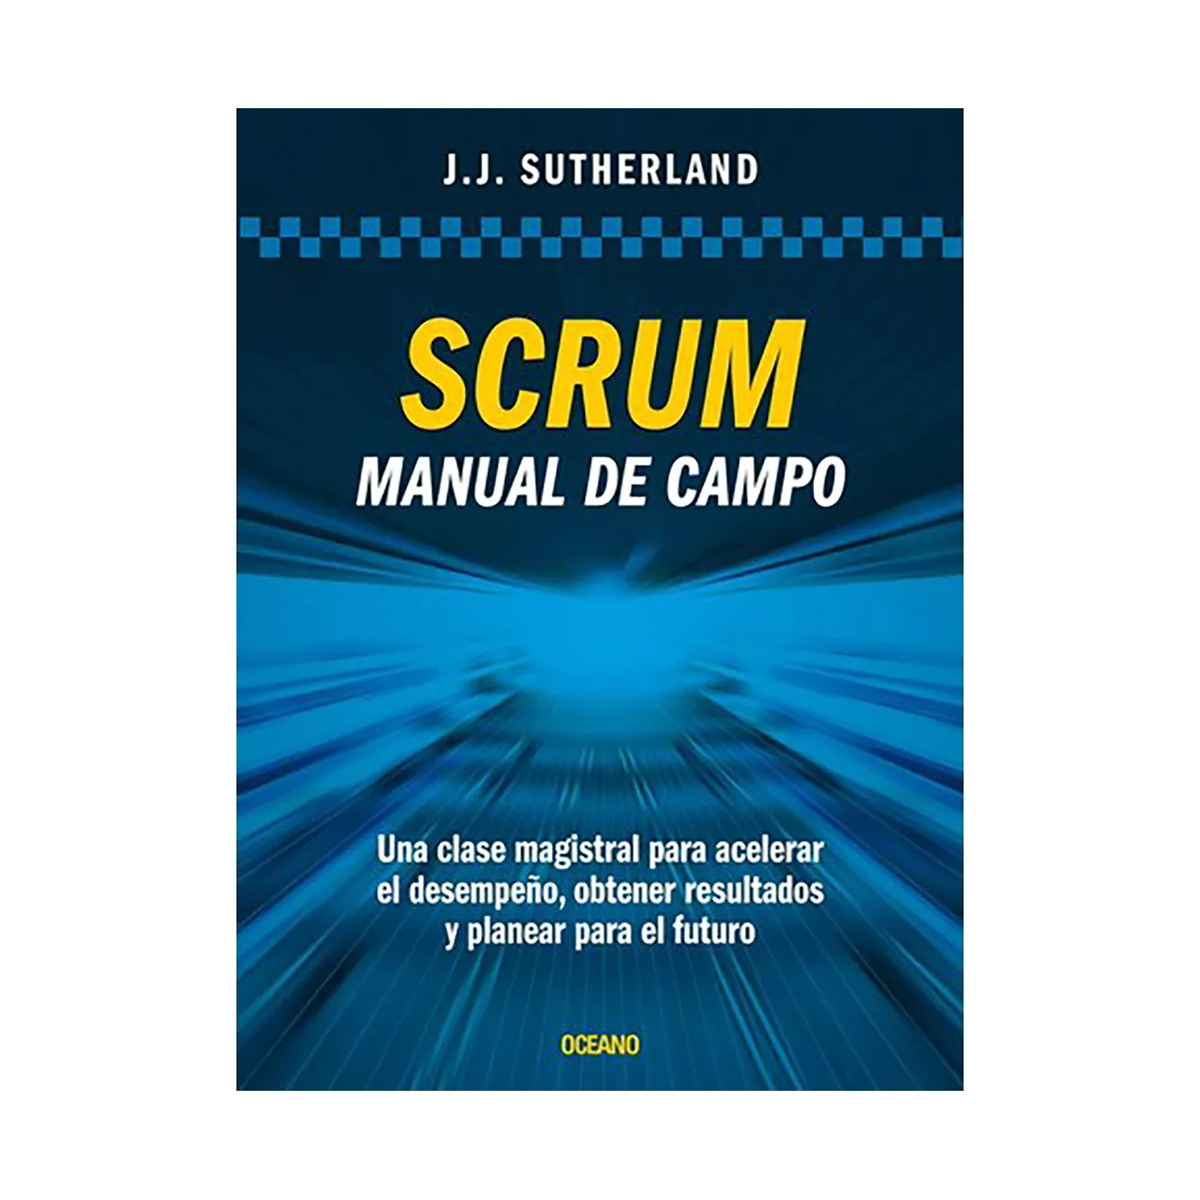 J.J. SUTHERLAND
SCRUM
MANUAL DE CAMPO
Una clase magistral para acelerar
el desempeño, obtener resultados
y planear para el futuro
OCEANO